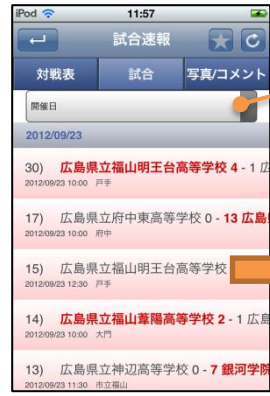 iPod 11:57
試合速報
対戦表 試合 写真/コメント
開催日
2012/09/23
30) 広島県立福山明王台高等学校 4 - 1 広
2012/09/23 10:00 戸手
17) 広島県立府中東高等学校 0 - 13 広島
2012/09/23 10:00 府中
15) 広島県立福山明王台高等学校
2012/09/23 12:30 戸手
14) 広島県立福山葦陽高等学校 2 - 1 広島
2012/09/23 10:00 大門
13) 広島県立神辺高等学校 0 - 7 銀河学院
2012/09/23 11:30 市立福山